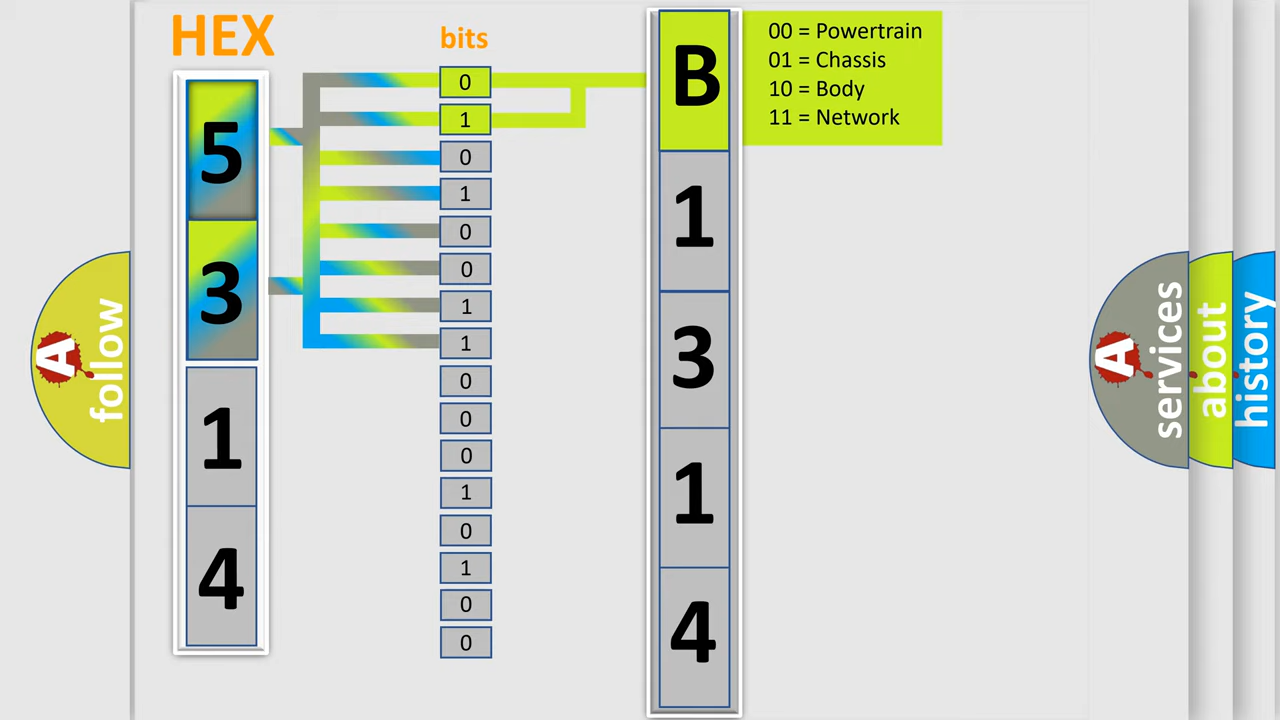 HEX
bits
5
3
1
4
0
1
0
1
0
0
1
1
0
0
0
1
0
1
0
0
B
1
3
1
4
00 = Powertrain
01 = Chassis
10 = Body
11 = Network
A
follow
A
services
about
history